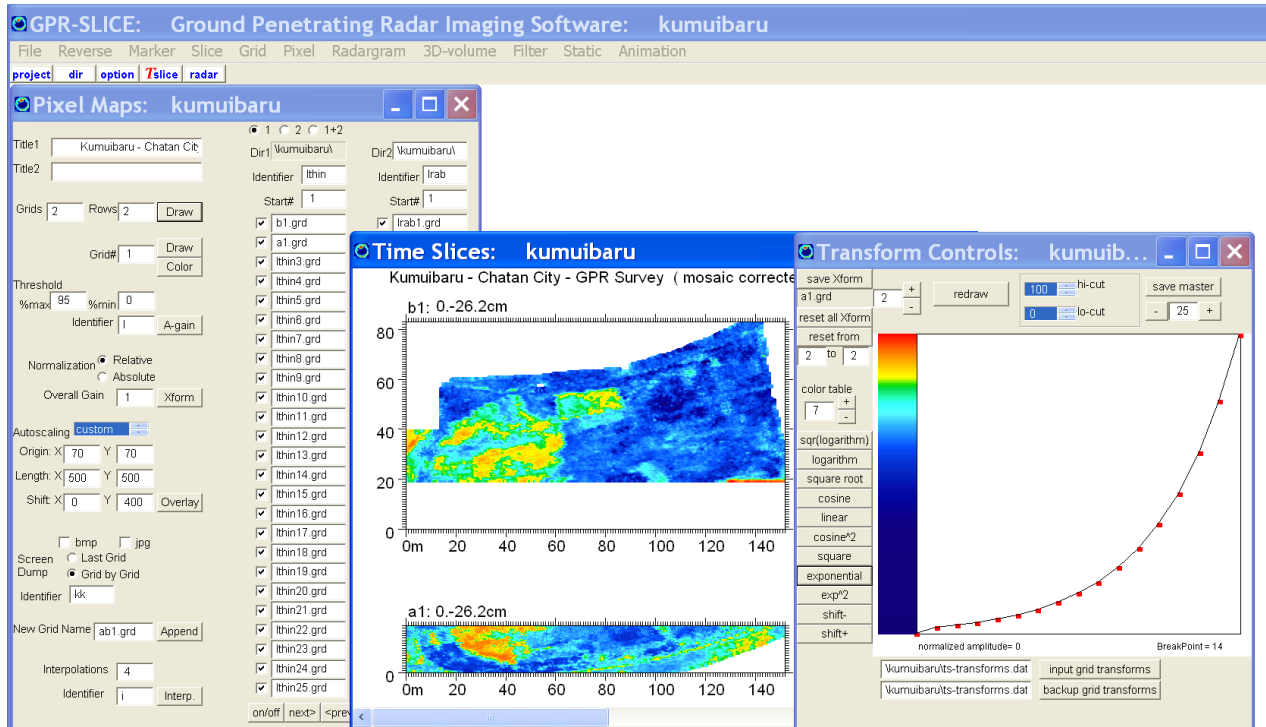 GPR-SLICE: Ground Penetrating Radar Imaging Software: kumuibaru
File Reverse Marker Slice Grid Pixel Radargram 3D-volume Filter Static Animation
project dir option Tslice radar
Pixel Maps: kumuibaru
1 2 1+2
Title1 Kumuibaru - Chatan City
Dir1 \kumuibaru\ Dir2 \kumuibaru\
Title2
Identifier lthin Identifier lrab
Start# 1 Start# 1
Grids 2 Rows 2 Draw
b1.grd lrab1.grd
a1.grd
Grid# 1 Draw
Color
lthin3.grd
lthin4.grd
Threshold
%max 95 %min 0
lthin5.grd
Identifier l A-gain
lthin6.grd
lthin7.grd
Normalization Relative
Absolute
lthin8.grd
lthin9.grd
Overall Gain 1 Xform
lthin10.grd
lthin11.grd
Autoscaling custom
lthin12.grd
Origin: X 70 Y 70
lthin13.grd
Length: X 500 Y 500
lthin14.grd
Shift: X 0 Y 400 Overlay
lthin15.grd
lthin16.grd
bmp jpg
lthin17.grd
Screen Dump Last Grid
Grid by Grid
lthin18.grd
lthin19.grd
Identifier kk
lthin20.grd
lthin21.grd
New Grid Name ab1.grd Append
lthin22.grd
lthin23.grd
Interpolations 4
lthin24.grd
Identifier i Interp.
lthin25.grd
on/off next> <prev
Time Slices: kumuibaru
Kumuibaru - Chatan City - GPR Survey ( mosaic correcte
b1: 0.-26.2cm
80
60
40
20
0
0m 20 40 60 80 100 120 140
a1: 0.-26.2cm
0
0m 20 40 60 80 100 120 140
Transform Controls: kumuib...
save Xform
a1.grd 2 + -
redraw
100 hi-cut
0 lo-cut
save master
- 25 +
reset all Xform
reset from
2 to 2
color table
7 + -
sqr(logarithm)
logarithm
square root
cosine
linear
cosine^2
square
exponential
exp^2
shift-
shift+
normalized amplitude= 0 BreakPoint = 14
\kumuibaru\ts-transforms.dat input grid transforms
\kumuibaru\ts-transforms.dat backup grid transforms